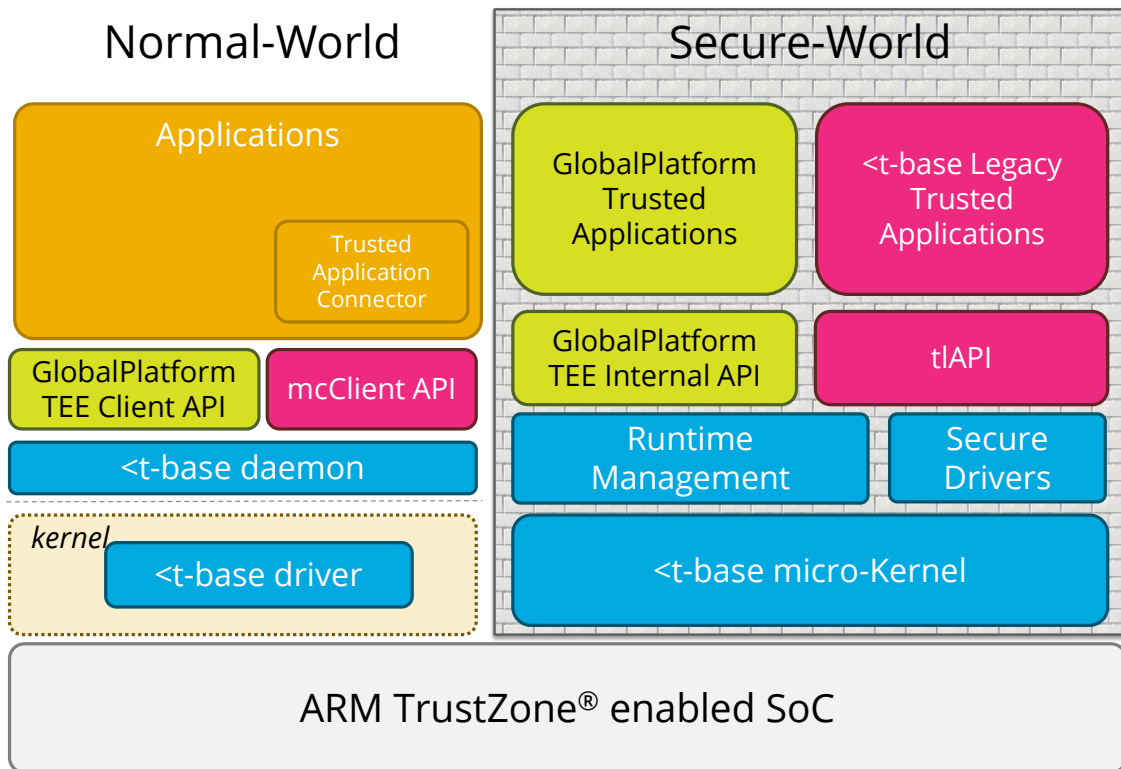 Normal-World
Applications
Trusted
Application
Connector
GlobalPlatform
TEE Client API
mcClient API
<t-base daemon
kernel
<t-base driver
Secure-World
GlobalPlatform
Trusted
Applications
<t-base Legacy
Trusted
Applications
GlobalPlatform
TEE Internal API
tlAPI
Runtime
Management
Secure
Drivers
<t-base micro-Kernel
ARM TrustZone® enabled SoC